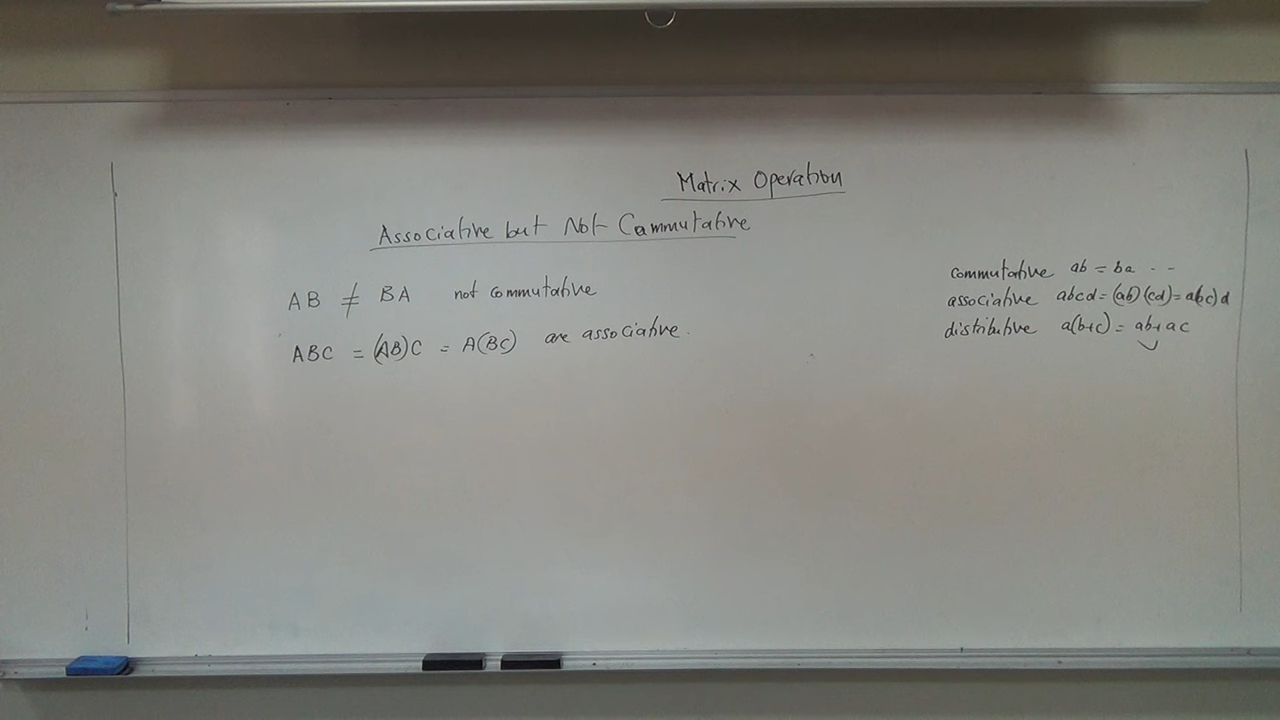 Matrix Operation
Associative but Not Cammutative
AB ≠ BA not commutative
ABC = (AB)C = A(BC) are associative.
commutative ab = ba - -
associative abcd = (ab)(cd) = a(bc)d
distributive a(b+c) = ab+ac